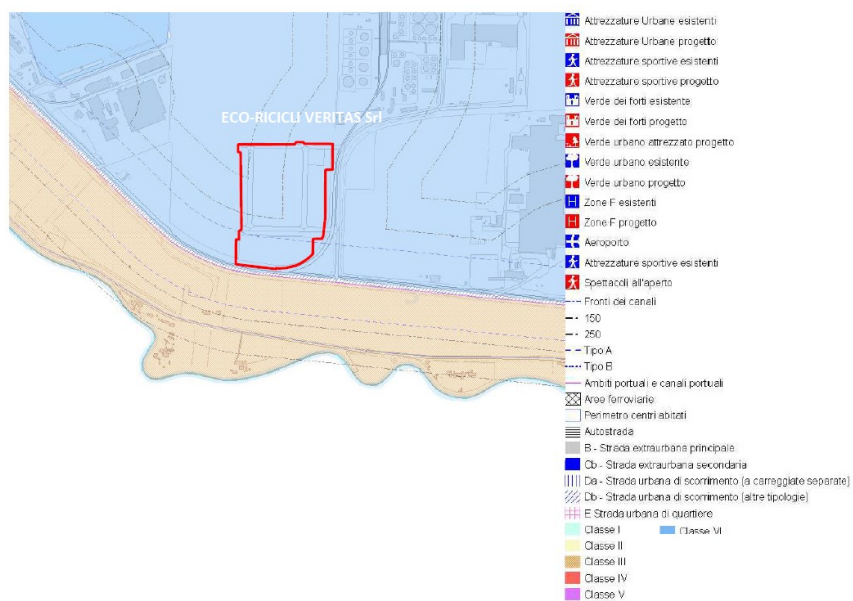 ECO-RICICLI VERITAS Srl
Attrezzature Urbane esistenti
Attrezzature Urbane progetto
Attrezzature sportive esistenti
Attrezzature sportive progetto
Verde dei forti esistente
Verde dei forti progetto
Verde urbano attrezzato progetto
Verde urbano esistente
Verde urbano progetto
Zone F esistenti
Zone F progetto
Aeroporto
Attrezzature sportive esistenti
Spettacoli all'aperto
Fronti dei canali
150
250
Tipo A
Tipo B
Ambiti portuali e canali portuali
Aree ferroviarie
Perimetro centri abitati
Autostrada
B - Strada extraurbana principale
Cb - Strada extraurbana secondaria
Da - Strada urbana di scorrimento (a carreggiate separate)
Db - Strada urbana di scorrimento (altre tipologie)
E Strada urbana di quartiere
Classe I
Classe VI
Classe II
Classe III
Classe IV
Classe V